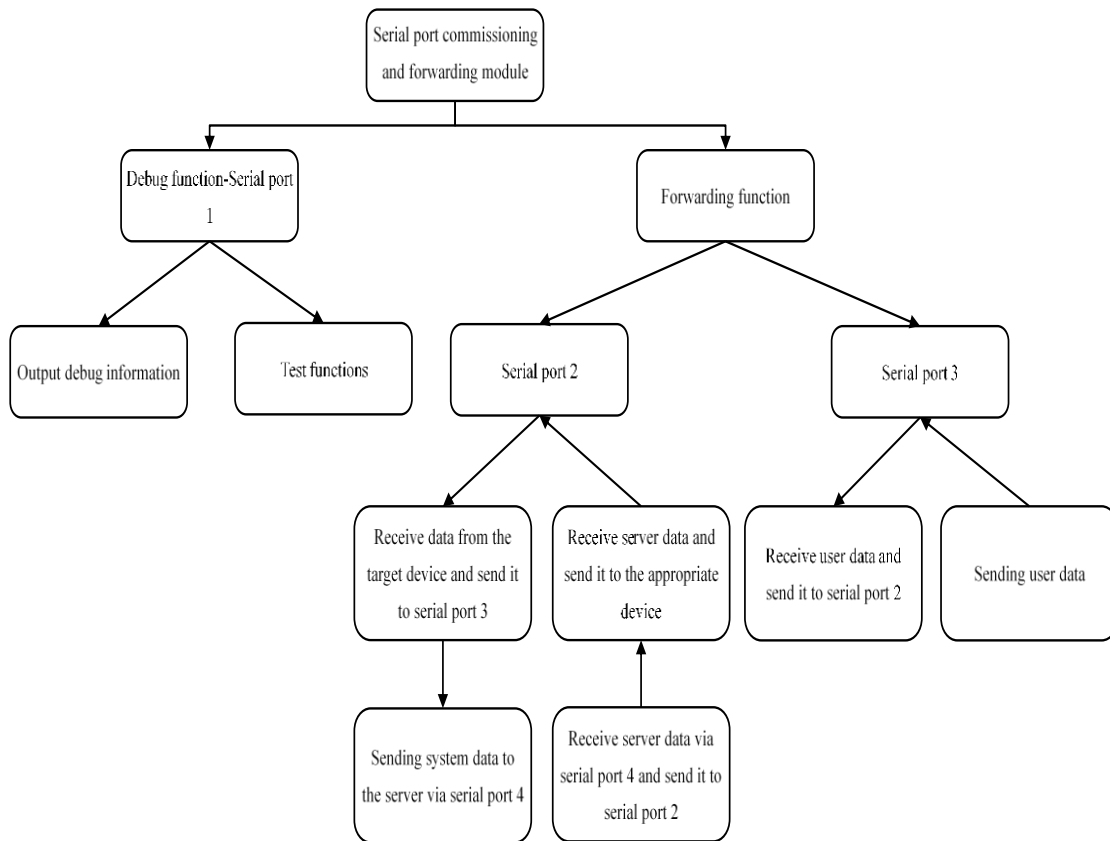 Serial port commissioning
and forwarding module
Debug function-Serial port
1
Forwarding function
Output debug information
Test functions
Serial port 2
Serial port 3
Receive data from the
target device and send it
to serial port 3
Receive server data and
send it to the appropriate
device
Receive user data and
send it to serial port 2
Sending user data
Sending system data to
the server via serial port 4
Receive server data via
serial port 4 and send it to
serial port 2